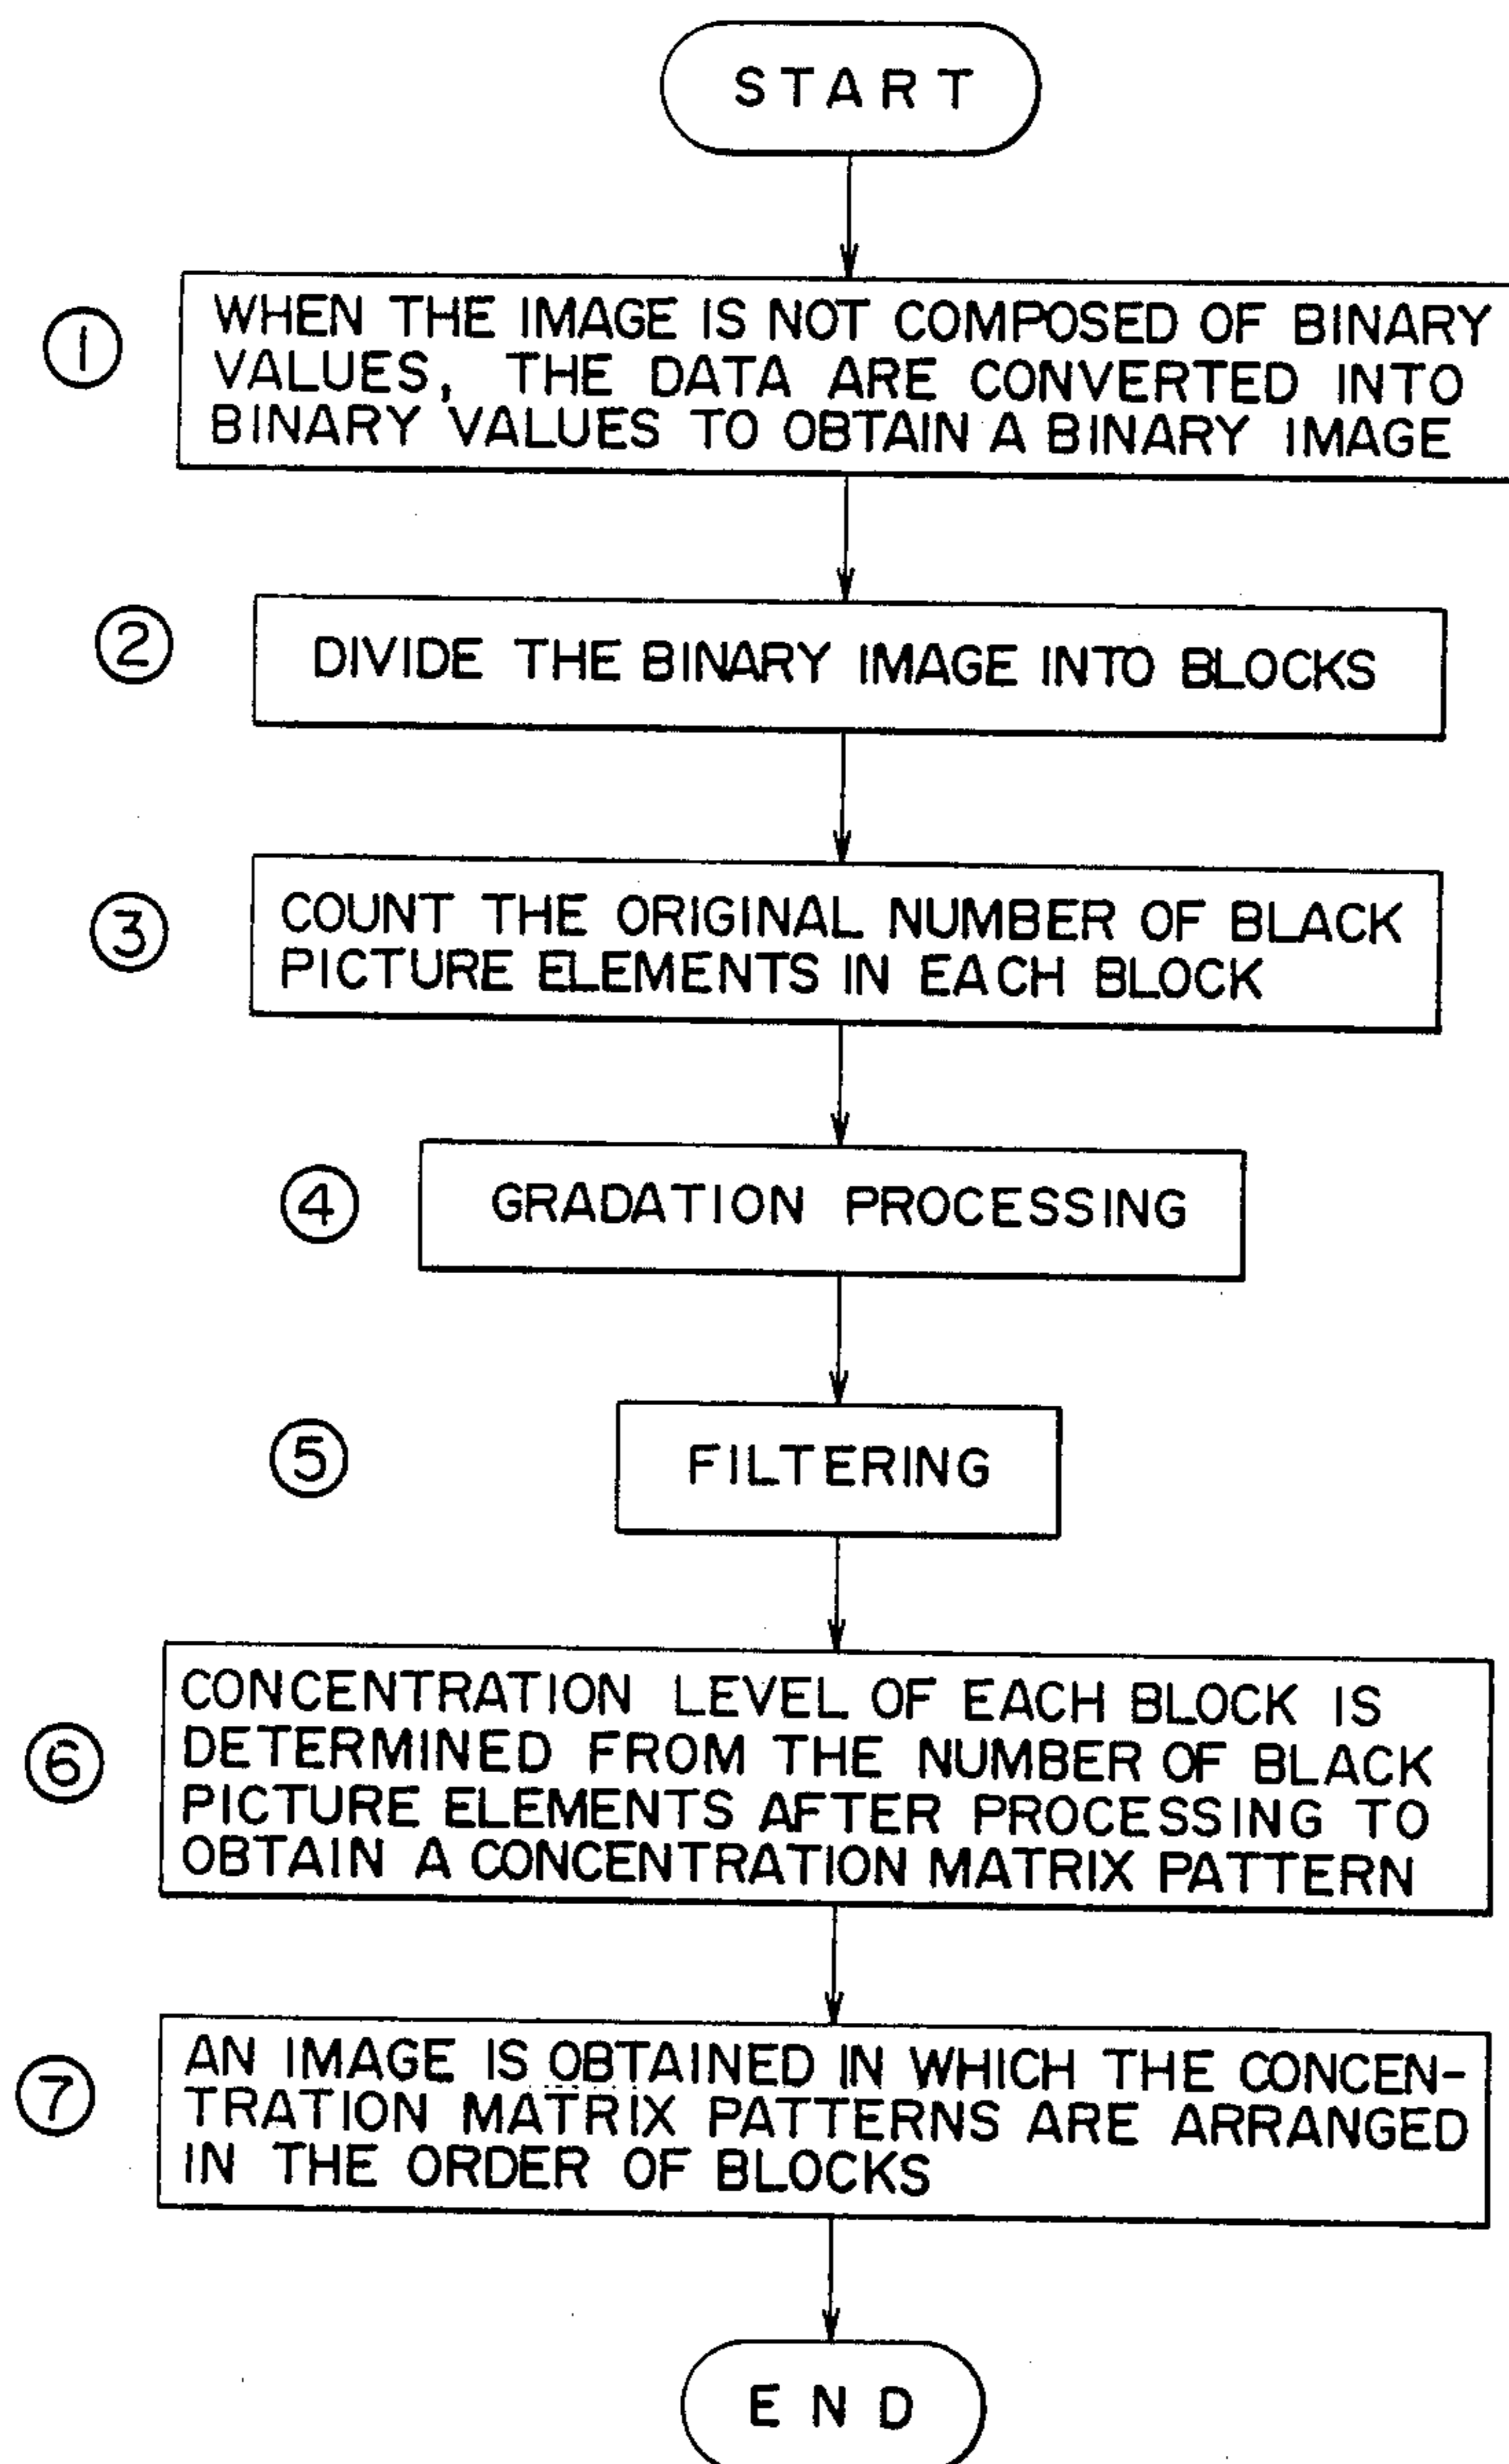 START
① WHEN THE IMAGE IS NOT COMPOSED OF BINARY
VALUES, THE DATA ARE CONVERTED INTO
BINARY VALUES TO OBTAIN A BINARY IMAGE
② DIVIDE THE BINARY IMAGE INTO BLOCKS
③ COUNT THE ORIGINAL NUMBER OF BLACK
PICTURE ELEMENTS IN EACH BLOCK
④ GRADATION PROCESSING
⑤ FILTERING
⑥ CONCENTRATION LEVEL OF EACH BLOCK IS
DETERMINED FROM THE NUMBER OF BLACK
PICTURE ELEMENTS AFTER PROCESSING TO
OBTAIN A CONCENTRATION MATRIX PATTERN
⑦ AN IMAGE IS OBTAINED IN WHICH THE CONCEN-
TRATION MATRIX PATTERNS ARE ARRANGED
IN THE ORDER OF BLOCKS
END